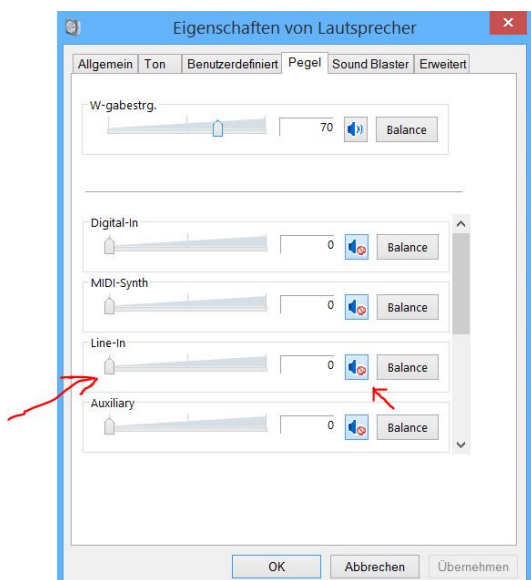 Eigenschaften von Lautsprecher
Allgemein Ton Benutzerdefiniert Pegel Sound Blaster Erweitert
W-gabestrg.
70 Balance
Digital-In
0 Balance
MIDI-Synth
0 Balance
Line-In
0 Balance
Auxiliary
0 Balance
OK Abbrechen Übernehmen